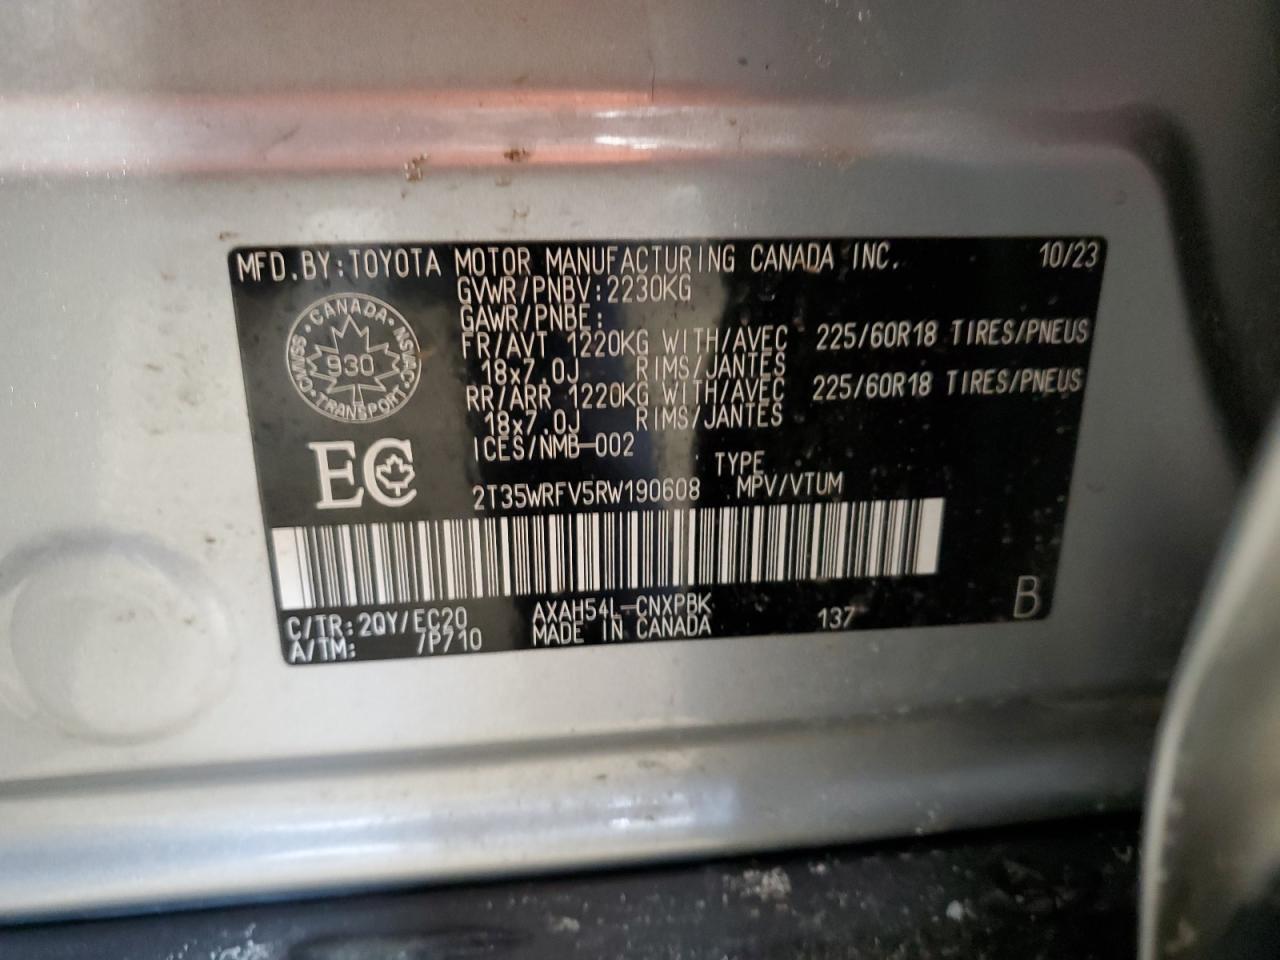 MFD.BY:TOYOTA MOTOR MANUFACTURING CANADA INC. 10/23
GVWR/PNBV:2230KG
GAWR/PNBE:
FR/AVT 1220KG WITH/AVEC 225/60R18 TIRES/PNEUS
18x7.0J RIMS/JANTES
RR/ARR 1220KG WITH/AVEC 225/60R18 TIRES/PNEUS
18x7.0J RIMS/JANTES
ICES/NMB-002
CANADA
CMVSS NSVAC
930
TRANSPORT
EC
TYPE
2T35WRFV5RW190608 MPV/VTUM
C/TR:2QY/EC20 AXAH54L-CNXPBK 137 B
A/TM: 7P710 MADE IN CANADA